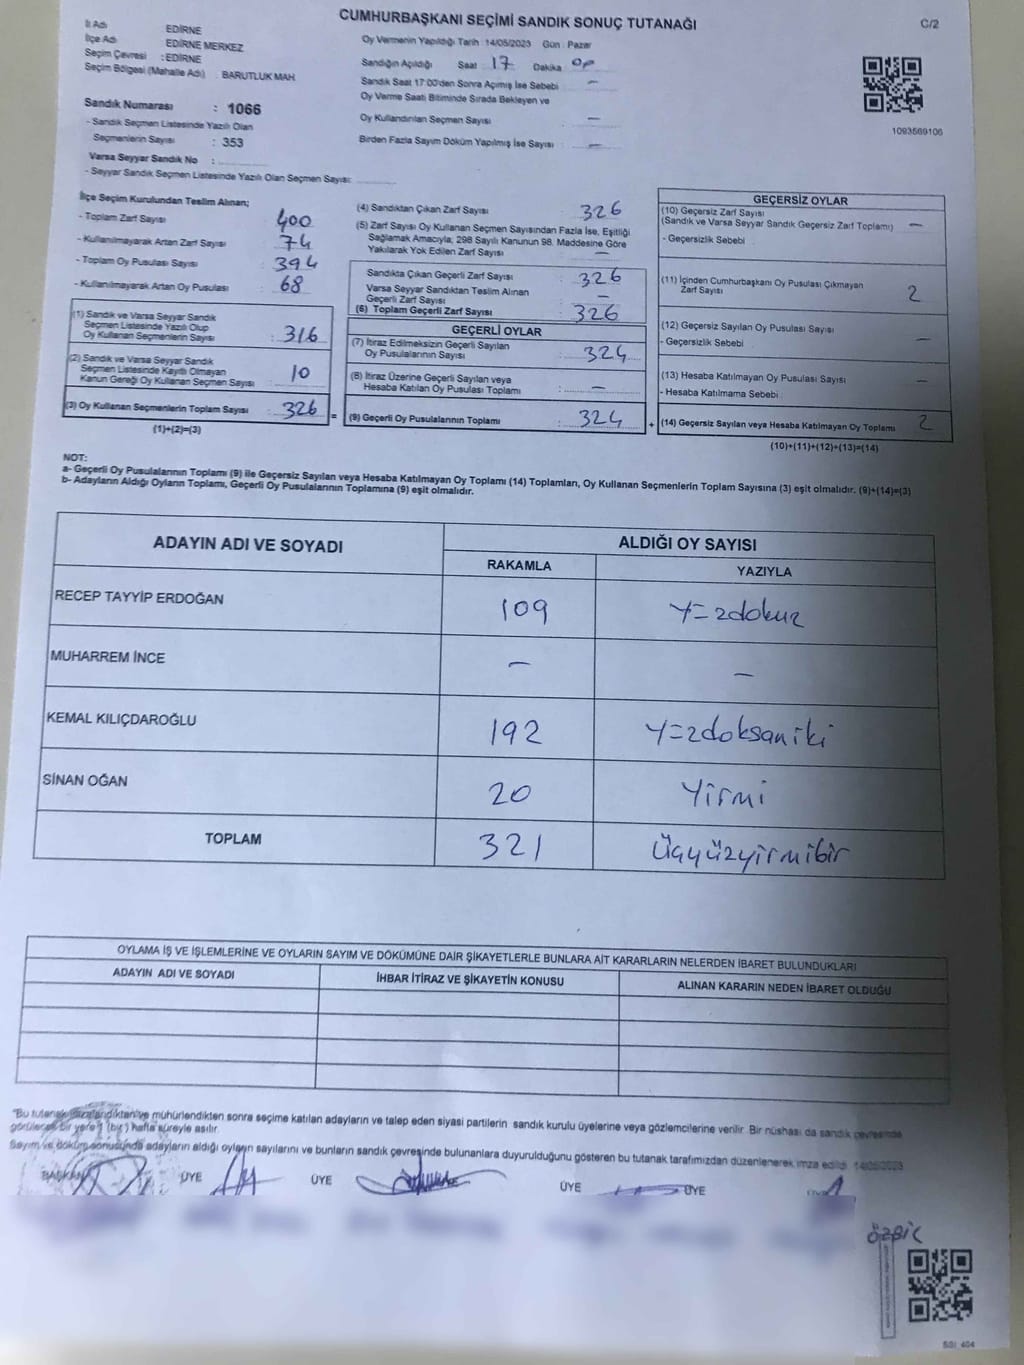 CUMHURBAŞKANI SEÇİMİ SANDIK SONUÇ TUTANAĞI
C/2
İl Adı EDİRNE
İlçe Adı EDİRNE MERKEZ
Seçim Çevresi : EDİRNE
Seçim Bölgesi (Mahalle Adı) : BARUTLUK MAH.
Oy Vermenin Yapıldığı Tarih : 14/05/2023 Gün : Pazar
Sandığın Açıldığı Saat 17 Dakika
Sandık Saat 17:00'den Sonra Açımış İse Sebebi : —
Oy Verme Saati Bitiminde Sırada Bekleyen ve
Oy Kullandırılan Seçmen Sayısı : —
Birden Fazla Sayım Döküm Yapılmış İse Sayısı : —
1093569106
Sandık Numarası : 1066
- Sandık Seçmen Listesinde Yazılı Olan
Seçmenlerin Sayısı : 353
Varsa Seyyar Sandık No :
- Seyyar Sandık Seçmen Listesinde Yazılı Olan Seçmen Sayısı:
İlçe Seçim Kurulundan Teslim Alınan;
- Toplam Zarf Sayısı 400
- Kullanılmayarak Artan Zarf Sayısı 74
- Toplam Oy Pusulası Sayısı 394
- Kullanılmayarak Artan Oy Pusulası 68
(1) Sandık ve Varsa Seyyar Sandık
Seçmen Listesinde Yazılı Olup
Oy Kullanan Seçmenlerin Sayısı : 316
(2) Sandık ve Varsa Seyyar Sandık
Seçmen Listesinde Kayıtlı Olmayan
Kanun Gereği Oy Kullanan Seçmen Sayısı : 10
(3) Oy Kullanan Seçmenlerin Toplam Sayısı : 326
(1)+(2)=(3)
=
(4) Sandıktan Çıkan Zarf Sayısı : 326
(5) Zarf Sayısı Oy Kullanan Seçmen Sayısından Fazla İse, Eşitliği
Sağlamak Amacıyla, 298 Sayılı Kanunun 98. Maddesine Göre
Yakılarak Yok Edilen Zarf Sayısı : —
Sandıkta Çıkan Geçerli Zarf Sayısı : 326
Varsa Seyyar Sandıktan Teslim Alınan
Geçerli Zarf Sayısı : —
(6) Toplam Geçerli Zarf Sayısı : 326
GEÇERLİ OYLAR
(7) İtiraz Edilmeksizin Geçerli Sayılan
Oy Pusulalarının Sayısı : 324
(8) İtiraz Üzerine Geçerli Sayılan veya
Hesaba Katılan Oy Pusulası Toplamı : —
(9) Geçerli Oy Pusulalarının Toplamı : 324
+
GEÇERSİZ OYLAR
(10) Geçersiz Zarf Sayısı
(Sandık ve Varsa Seyyar Sandık Geçersiz Zarf Toplamı) —
- Geçersizlik Sebebi :
(11) İçinden Cumhurbaşkanı Oy Pusulası Çıkmayan
Zarf Sayısı 2
(12) Geçersiz Sayılan Oy Pusulası Sayısı —
- Geçersizlik Sebebi :
(13) Hesaba Katılmayan Oy Pusulası Sayısı —
- Hesaba Katılmama Sebebi :
(14) Geçersiz Sayılan veya Hesaba Katılmayan Oy Toplamı 2
(10)+(11)+(12)+(13)=(14)
NOT:
a- Geçerli Oy Pusulalarının Toplamı (9) ile Geçersiz Sayılan veya Hesaba Katılmayan Oy Toplamı (14) Toplamları, Oy Kullanan Seçmenlerin Toplam Sayısına (3) eşit olmalıdır. (9)+(14)=(3)
b- Adayların Aldığı Oyların Toplamı, Geçerli Oy Pusulalarının Toplamına (9) eşit olmalıdır.
ADAYIN ADI VE SOYADI
ALDIĞI OY SAYISI
RAKAMLA YAZIYLA
RECEP TAYYİP ERDOĞAN 109 Y=zdokuz
MUHARREM İNCE — —
KEMAL KILIÇDAROĞLU 192 Y=zdoksaniki
SİNAN OĞAN 20 Yirmi
TOPLAM 321 Üçyüzyirmibir
OYLAMA İŞ VE İŞLEMLERİNE VE OYLARIN SAYIM VE DÖKÜMÜNE DAİR ŞİKAYETLERLE BUNLARA AİT KARARLARIN NELERDEN İBARET BULUNDUKLARI
ADAYIN ADI VE SOYADI İHBAR İTİRAZ VE ŞİKAYETİN KONUSU ALINAN KARARIN NEDEN İBARET OLDUĞU
"Bu tutanak imzalandıktan ve mühürlendikten sonra seçime katılan adayların ve talep eden siyasi partilerin sandık kurulu üyelerine veya gözlemcilerine verilir. Bir nüshası da sandık çevresinde
görülecek bir yere 1 (bir) hafta süreyle asılır.
Sayım ve döküm sonusunda adayların aldığı oyların sayılarını ve bunların sandık çevresinde bulunanlara duyurulduğunu gösteren bu tutanak tarafımızdan düzenlenerek imza edildi. 14/05/2023
BAŞKAN ÜYE ÜYE ÜYE ÜYE
ÖZBİÇ